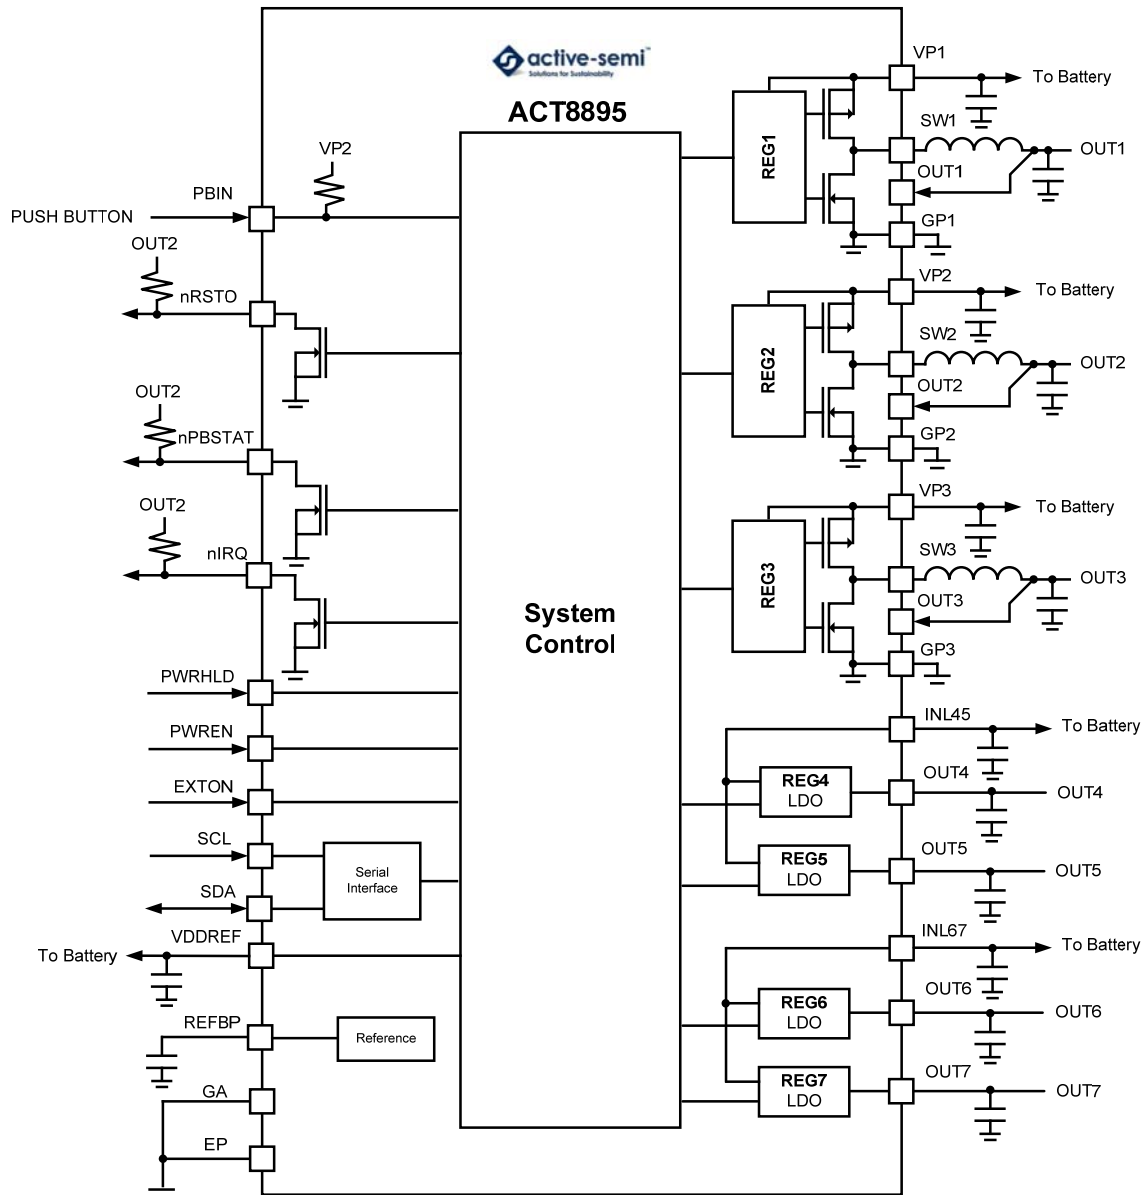 active-semi™
Solutions for Sustainability
ACT8895
System
Control
VP2
PBIN
PUSH BUTTON
OUT2
nRSTO
OUT2
nPBSTAT
OUT2
nIRQ
PWRHLD
PWREN
EXTON
SCL
SDA
Serial
Interface
VDDREF
To Battery
REFBP
Reference
GA
EP
VP1
To Battery
REG1
SW1
OUT1
OUT1
GP1
VP2
To Battery
REG2
SW2
OUT2
OUT2
GP2
VP3
To Battery
REG3
SW3
OUT3
OUT3
GP3
INL45
To Battery
REG4
LDO
OUT4
OUT4
REG5
LDO
OUT5
OUT5
INL67
To Battery
REG6
LDO
OUT6
OUT6
REG7
LDO
OUT7
OUT7